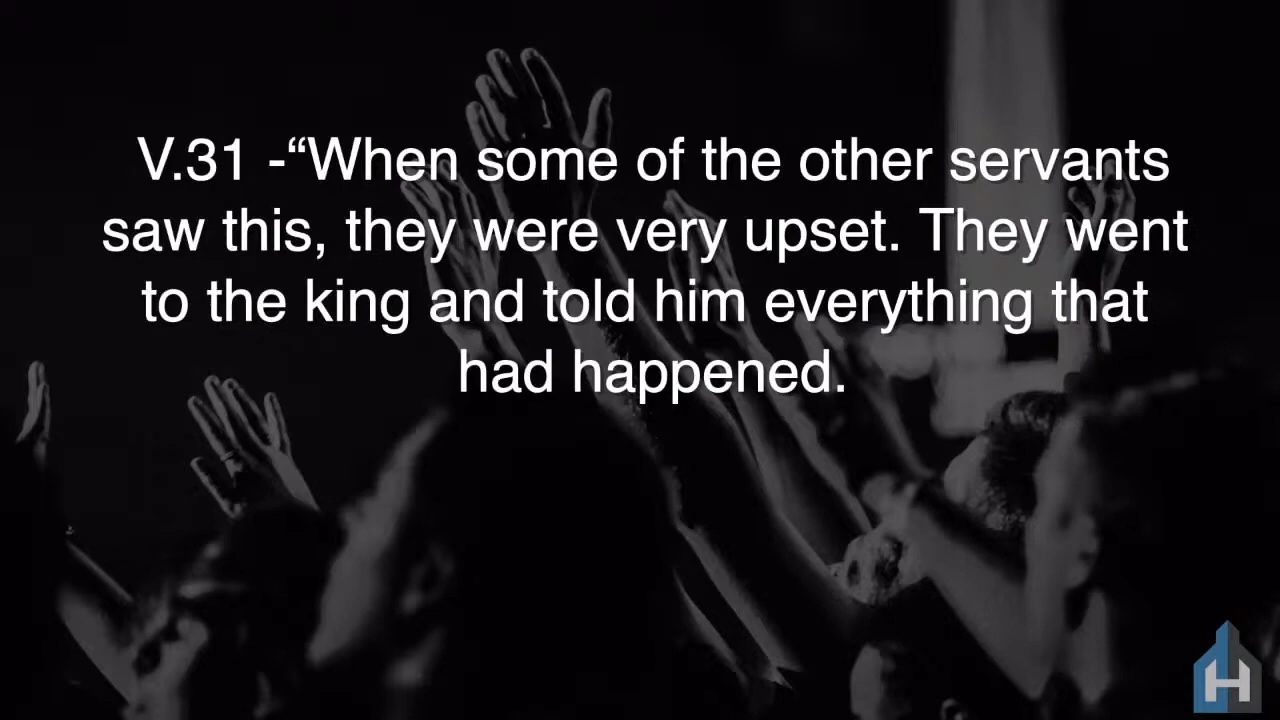 V.31 -“When some of the other servants
saw this, they were very upset. They went
to the king and told him everything that
had happened.
H